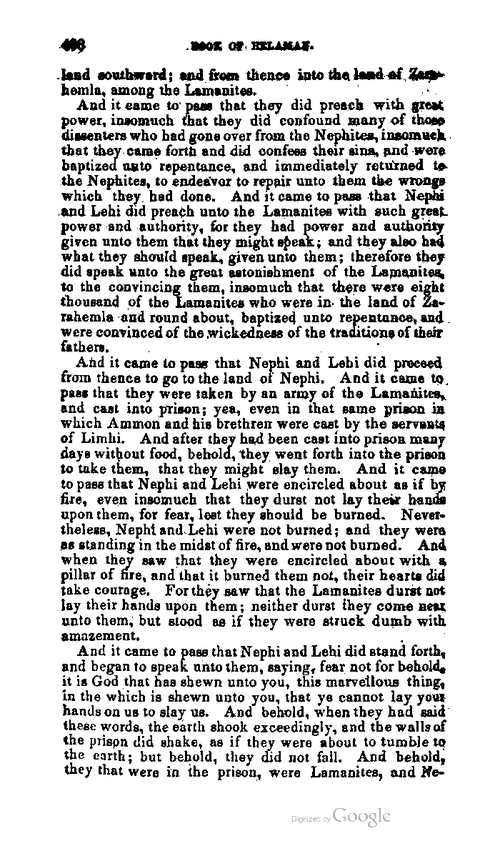 408 BOOK OF HELAMAN.
land southward; and from thence into the land of Zara-
hemla, among the Lamanites.
And it came to pass that they did preach with great
power, insomuch that they did confound many of those
dissenters who had gone over from the Nephites, insomuch
that they came forth and did confess their sins, and were
baptized unto repentance, and immediately returned to
the Nephites, to endeavor to repair unto them the wrongs
which they had done. And it came to pass that Nephi
and Lehi did preach unto the Lamanites with such great
power and authority, for they had power and authority
given unto them that they might speak; and they also had
what they should speak, given unto them; therefore they
did speak unto the great astonishment of the Lamanites,
to the convincing them, insomuch that there were eight
thousand of the Lamanites who were in the land of Za-
rahemla and round about, baptized unto repentance, and
were convinced of the wickedness of the traditions of their
fathers.
And it came to pass that Nephi and Lehi did proceed
from thence to go to the land of Nephi. And it came to
pass that they were taken by an army of the Lamanites,
and cast into prison; yea, even in that same prison in
which Ammon and his brethren were cast by the servants
of Limhi. And after they had been cast into prison many
days without food, behold, they went forth into the prison
to take them, that they might slay them. And it came
to pass that Nephi and Lehi were encircled about as if by
fire, even insomuch that they durst not lay their hands
upon them, for fear, lest they should be burned. Never-
theless, Nephi and Lehi were not burned; and they were
as standing in the midst of fire, and were not burned. And
when they saw that they were encircled about with a
pillar of fire, and that it burned them not, their hearts did
take courage. For they saw that the Lamanites durst not
lay their hands upon them; neither durst they come near
unto them, but stood as if they were struck dumb with
amazement.
And it came to pass that Nephi and Lehi did stand forth,
and began to speak unto them, saying, fear not for behold,
it is God that has shewn unto you, this marvellous thing,
in the which is shewn unto you, that ye cannot lay your
hands on us to slay us. And behold, when they had said
these words, the earth shook exceedingly, and the walls of
the prison did shake, as if they were about to tumble to
the earth; but behold, they did not fall. And behold,
they that were in the prison, were Lamanites, and Ne-
Digitized by Google